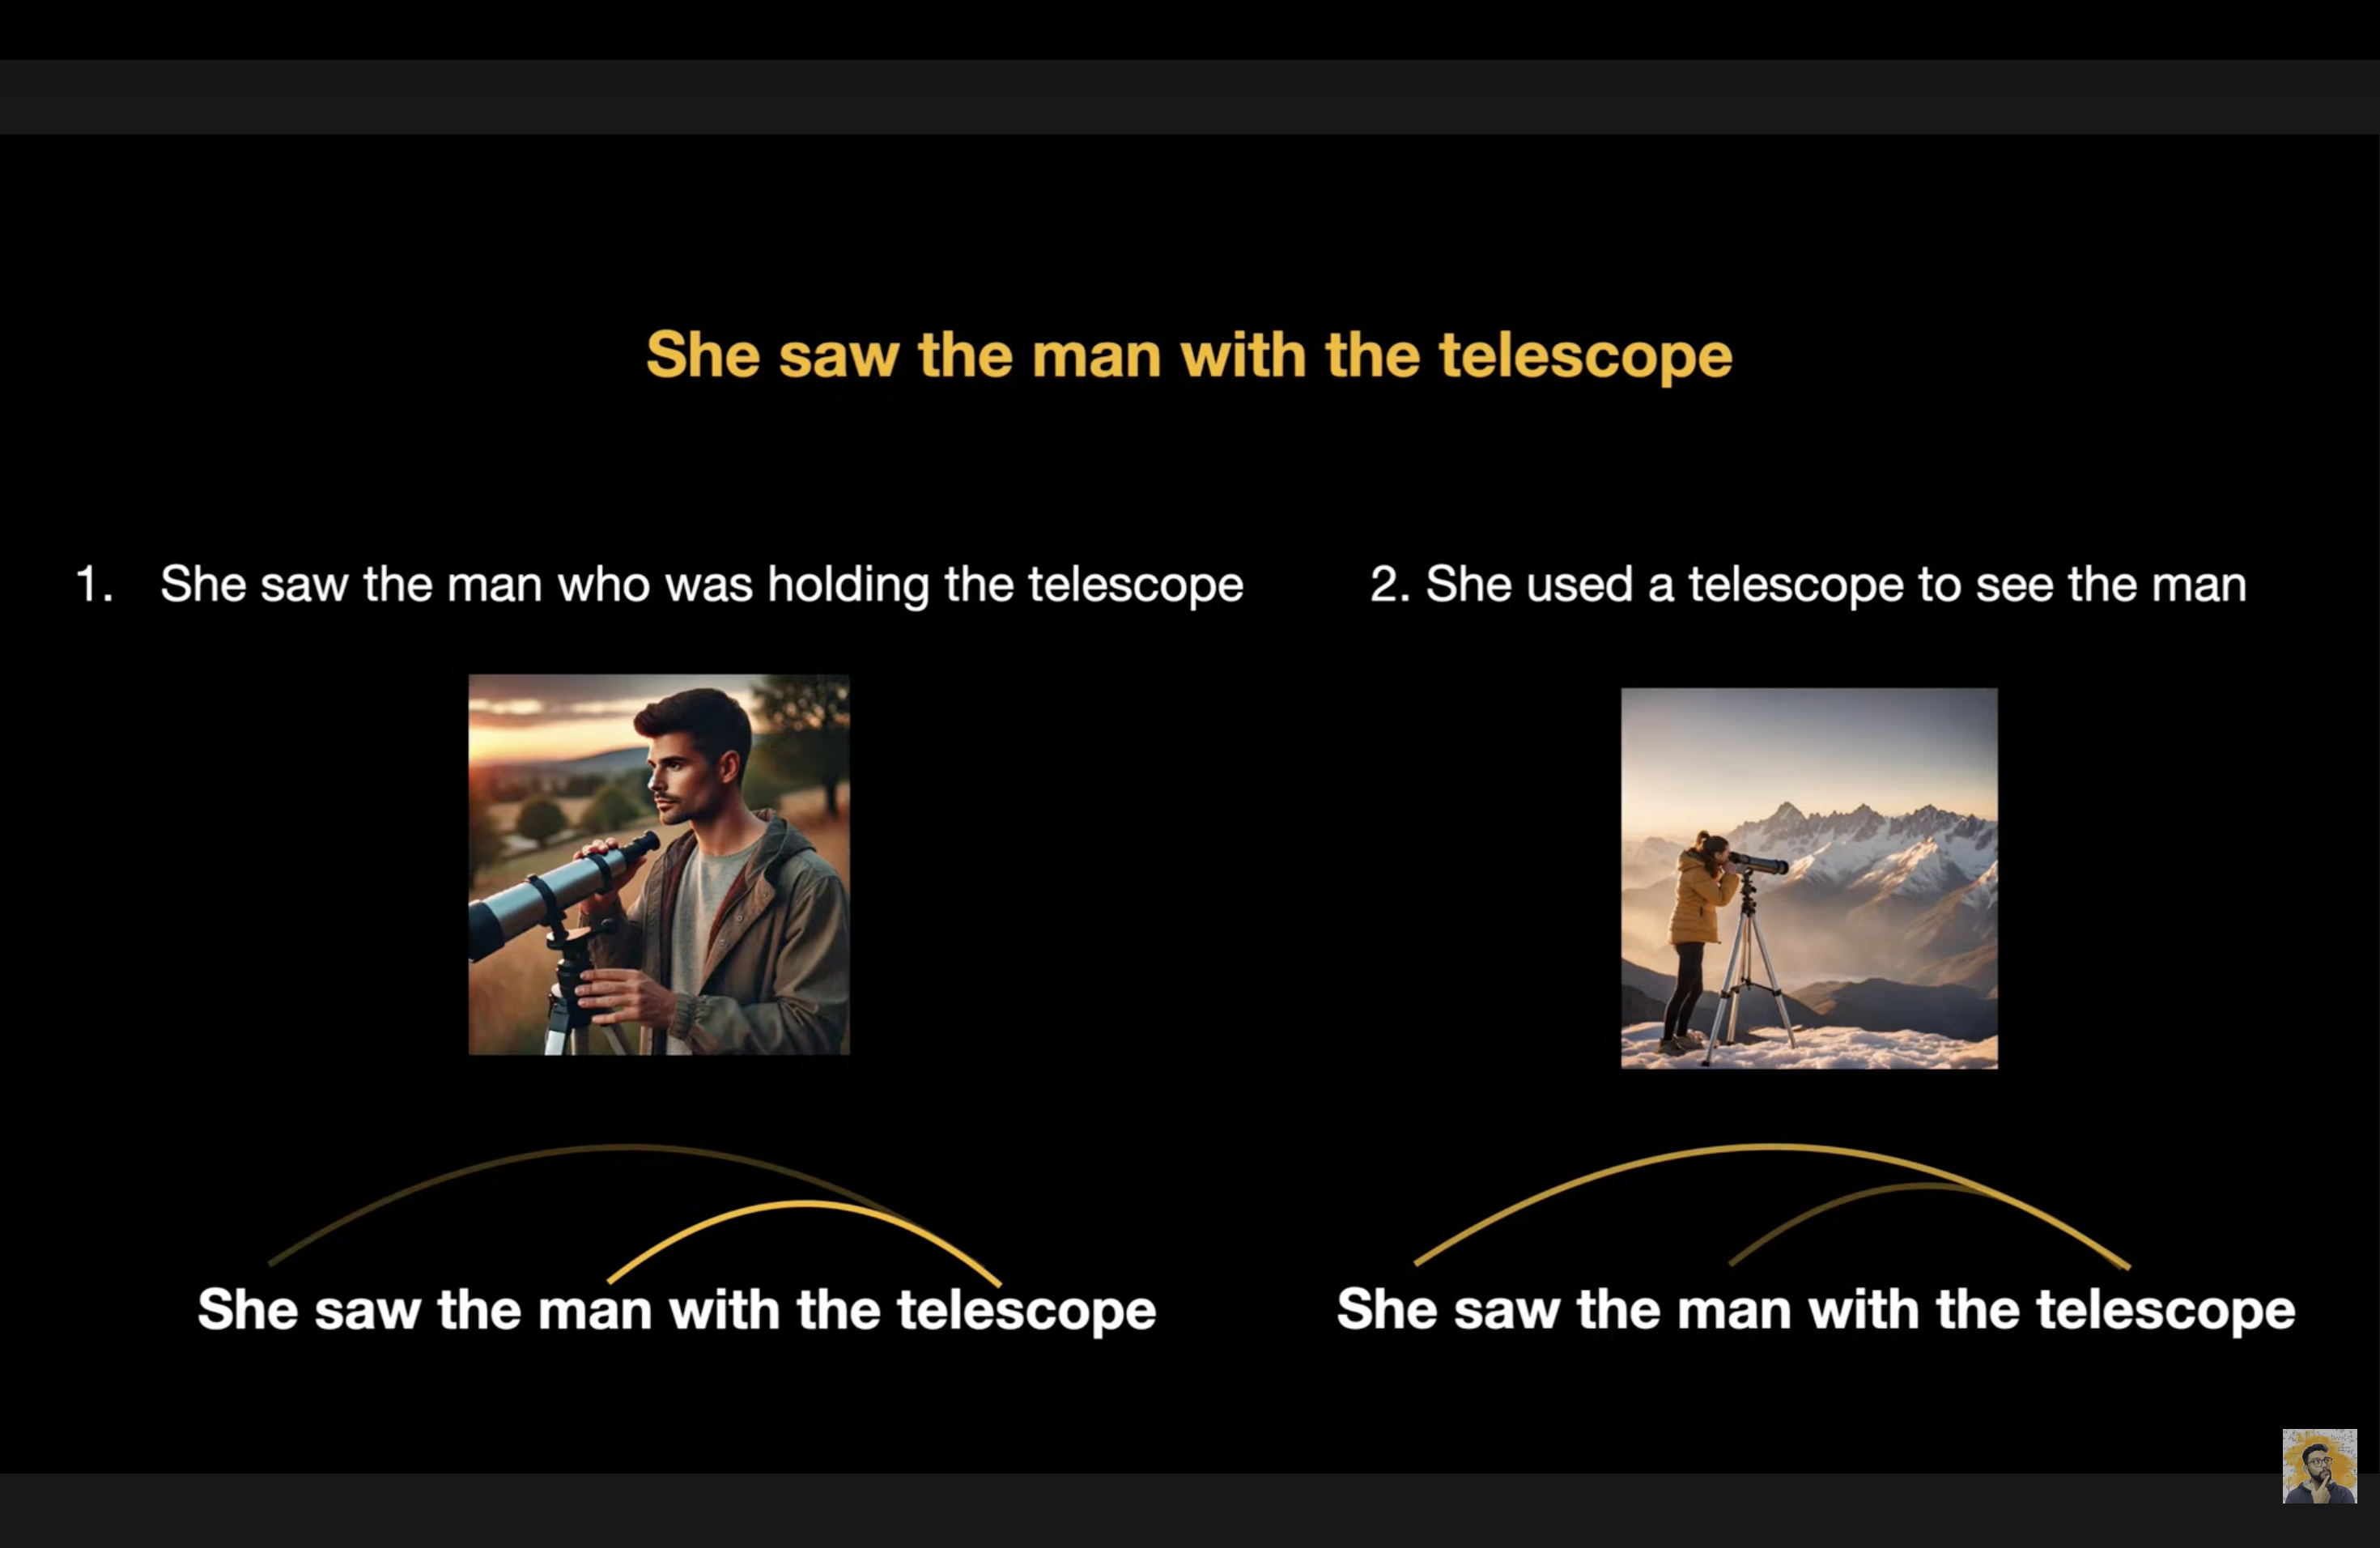 She saw the man with the telescope
1. She saw the man who was holding the telescope
2. She used a telescope to see the man
She saw the man with the telescope
She saw the man with the telescope